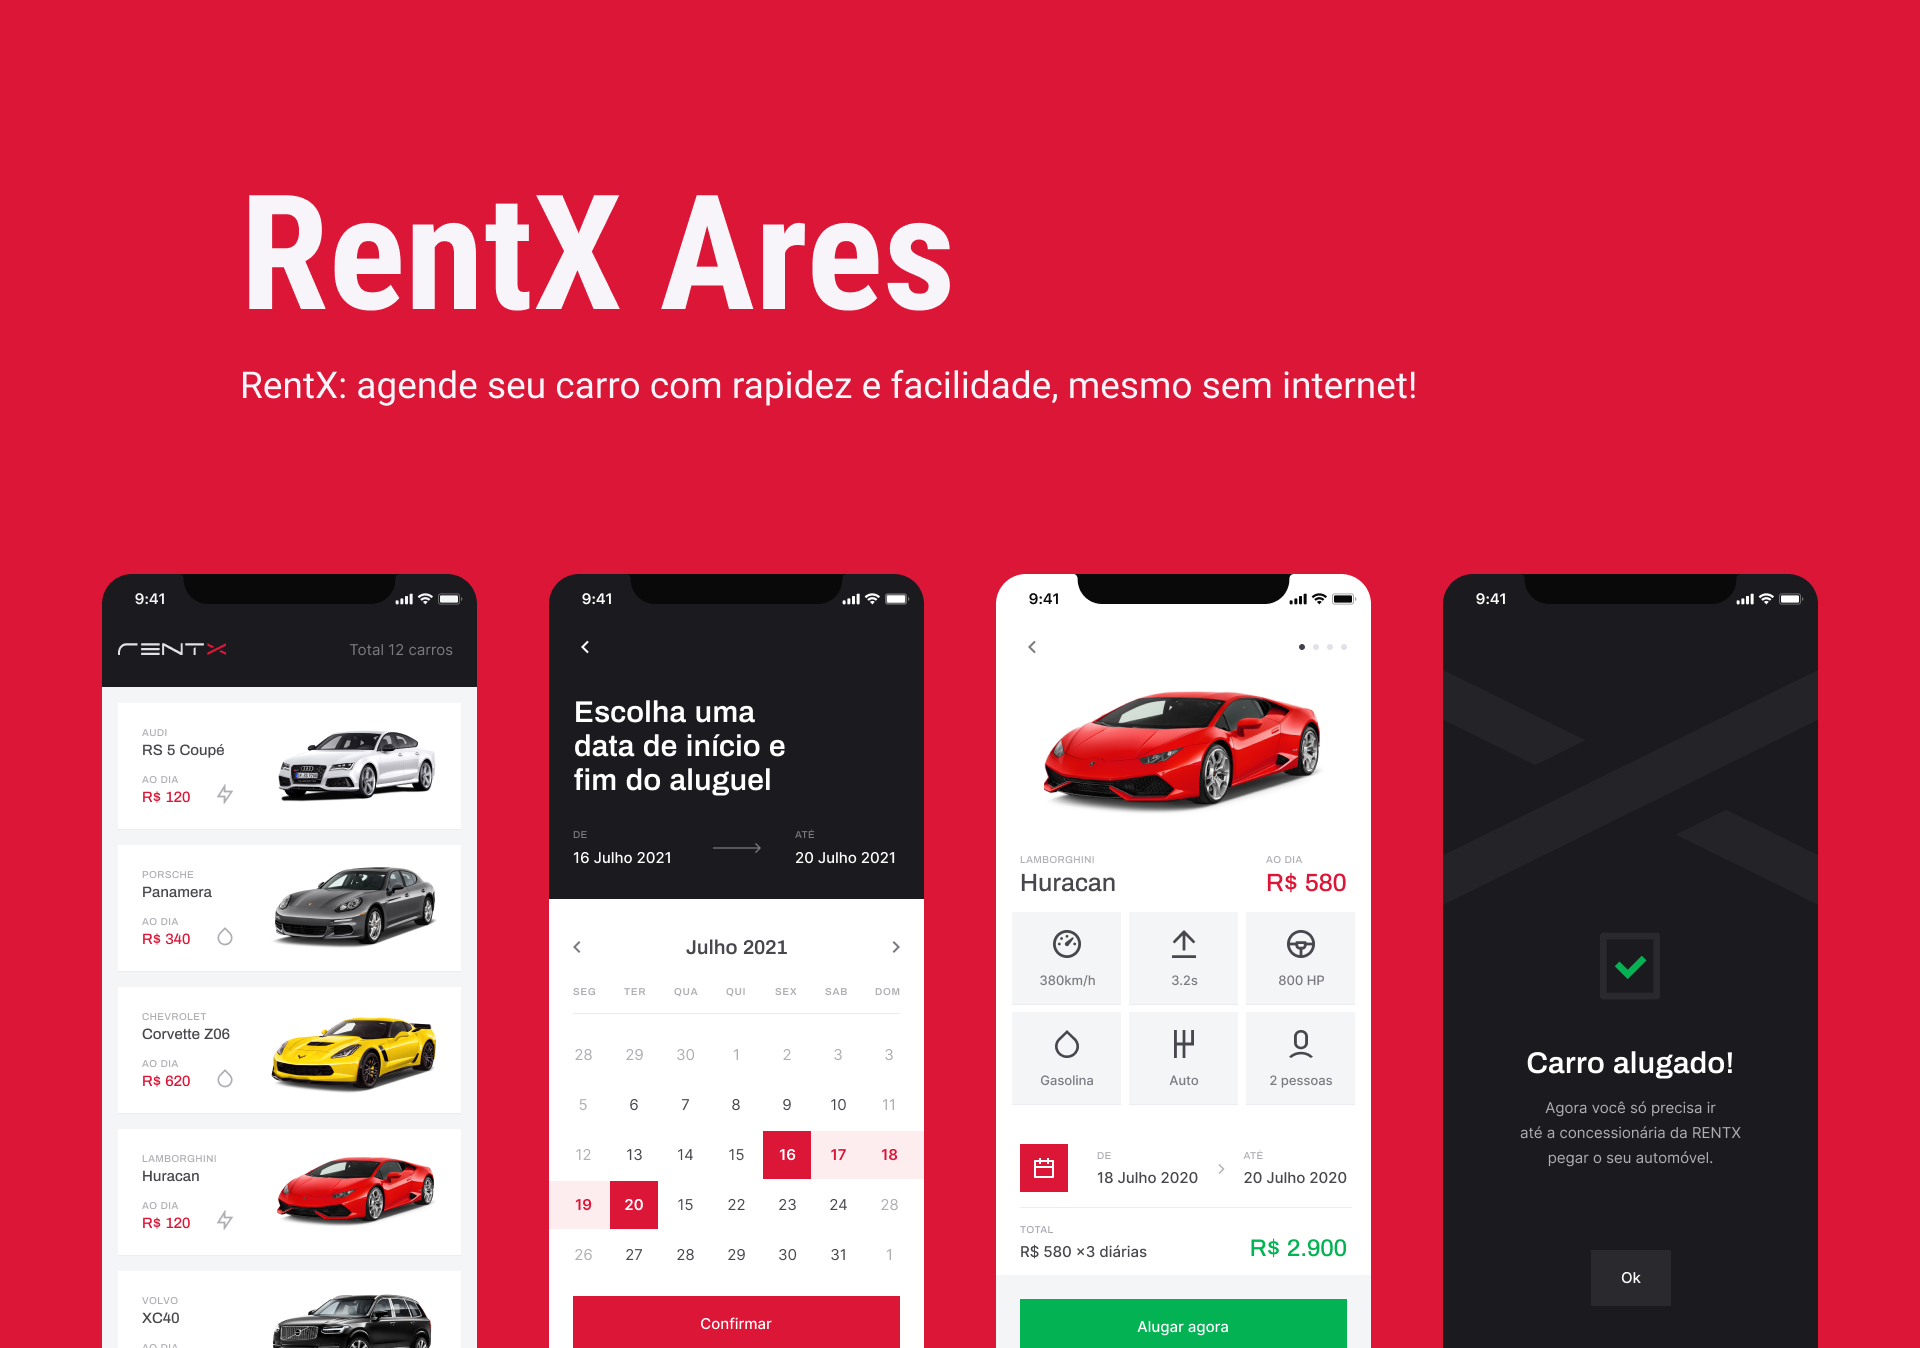 RentX Ares
RentX: agende seu carro com rapidez e facilidade, mesmo sem internet!
9:41
RENTX
Total 12 carros
AUDI
RS 5 Coupé
AO DIA
R$ 120
PORSCHE
Panamera
AO DIA
R$ 340
CHEVROLET
Corvette Z06
AO DIA
R$ 620
LAMBORGHINI
Huracan
AO DIA
R$ 120
VOLVO
XC40
AO DIA
9:41
Escolha uma
data de início e
fim do aluguel
DE ATÉ
16 Julho 2021 20 Julho 2021
Julho 2021
SEG TER QUA QUI SEX SAB DOM
28 29 30 1 2 3 3
5 6 7 8 9 10 11
12 13 14 15 16 17 18
19 20 15 22 23 24 28
26 27 28 29 30 31 1
Confirmar
9:41
LAMBORGHINI AO DIA
Huracan R$ 580
380km/h 3.2s 800 HP
Gasolina Auto 2 pessoas
DE ATÉ
18 Julho 2020 20 Julho 2020
TOTAL
R$ 580 ×3 diárias R$ 2.900
Alugar agora
9:41
Carro alugado!
Agora você só precisa ir
até a concessionária da RENTX
pegar o seu automóvel.
Ok